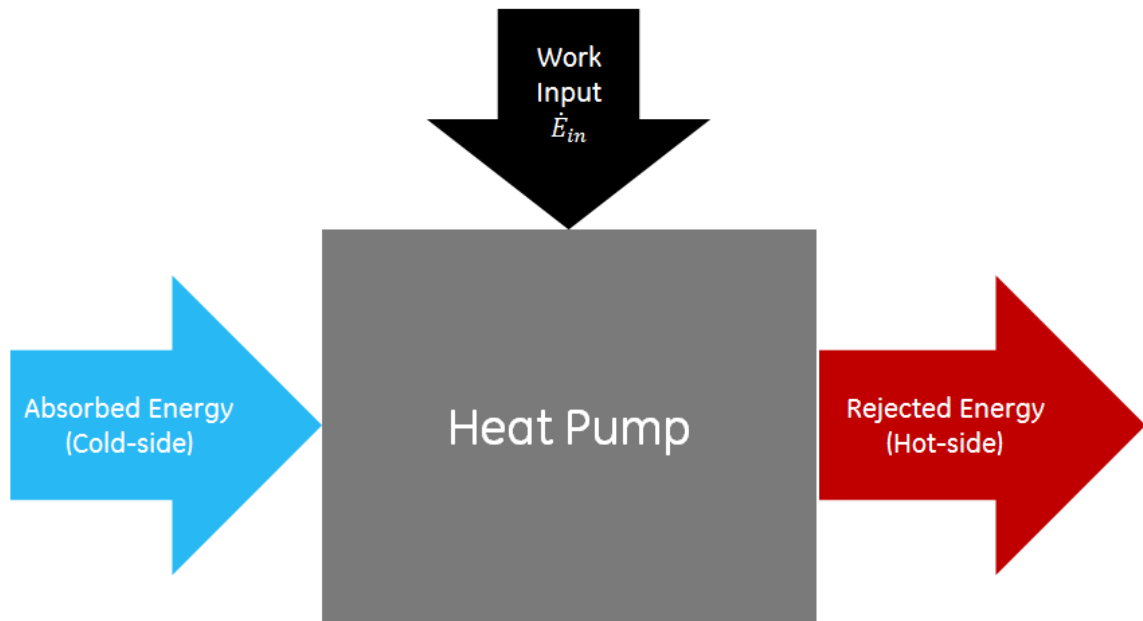 Work
Input
Ė_in
Absorbed Energy
(Cold-side)
Heat Pump
Rejected Energy
(Hot-side)